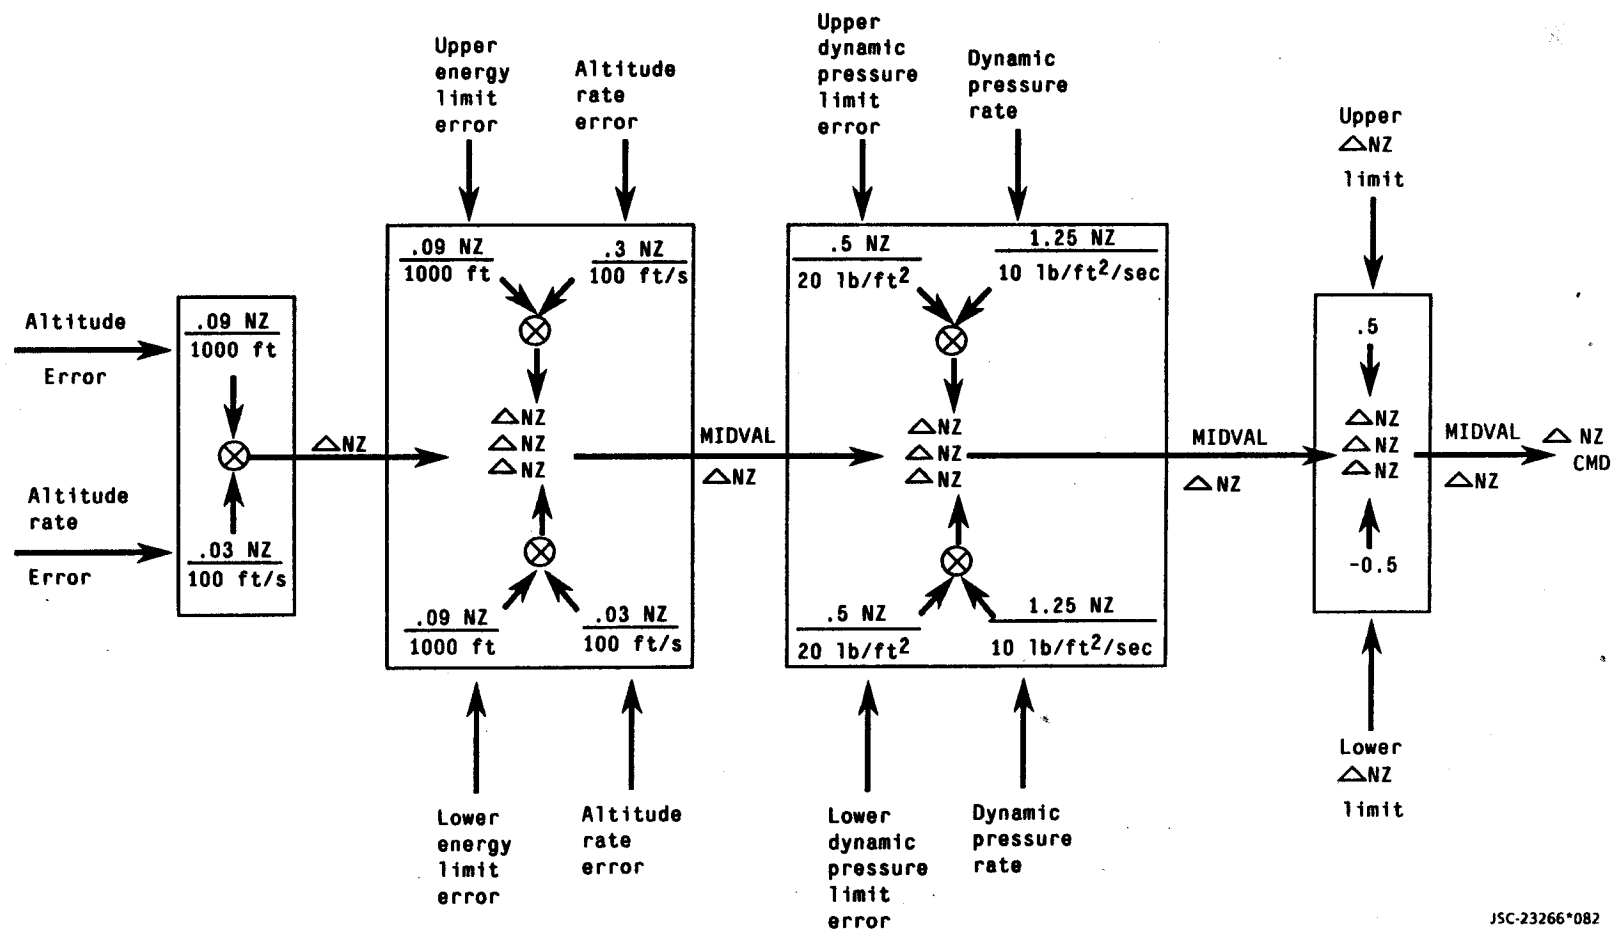 Upper
energy
limit
error
Altitude
rate
error
Upper
dynamic
pressure
limit
error
Dynamic
pressure
rate
Upper
△NZ
limit
Altitude
Error
Altitude
rate
Error
.09 NZ
1000 ft
.03 NZ
100 ft/s
△NZ
.09 NZ
1000 ft
.3 NZ
100 ft/s
△NZ
△NZ
△NZ
.09 NZ
1000 ft
.03 NZ
100 ft/s
MIDVAL
△NZ
.5 NZ
20 lb/ft²
1.25 NZ
10 lb/ft²/sec
△NZ
△NZ
△NZ
.5 NZ
20 lb/ft²
1.25 NZ
10 lb/ft²/sec
MIDVAL
△NZ
.5
△NZ
△NZ
△NZ
-0.5
MIDVAL
△NZ
△ NZ
CMD
Lower
energy
limit
error
Altitude
rate
error
Lower
dynamic
pressure
limit
error
Dynamic
pressure
rate
Lower
△NZ
limit
JSC-23266*082